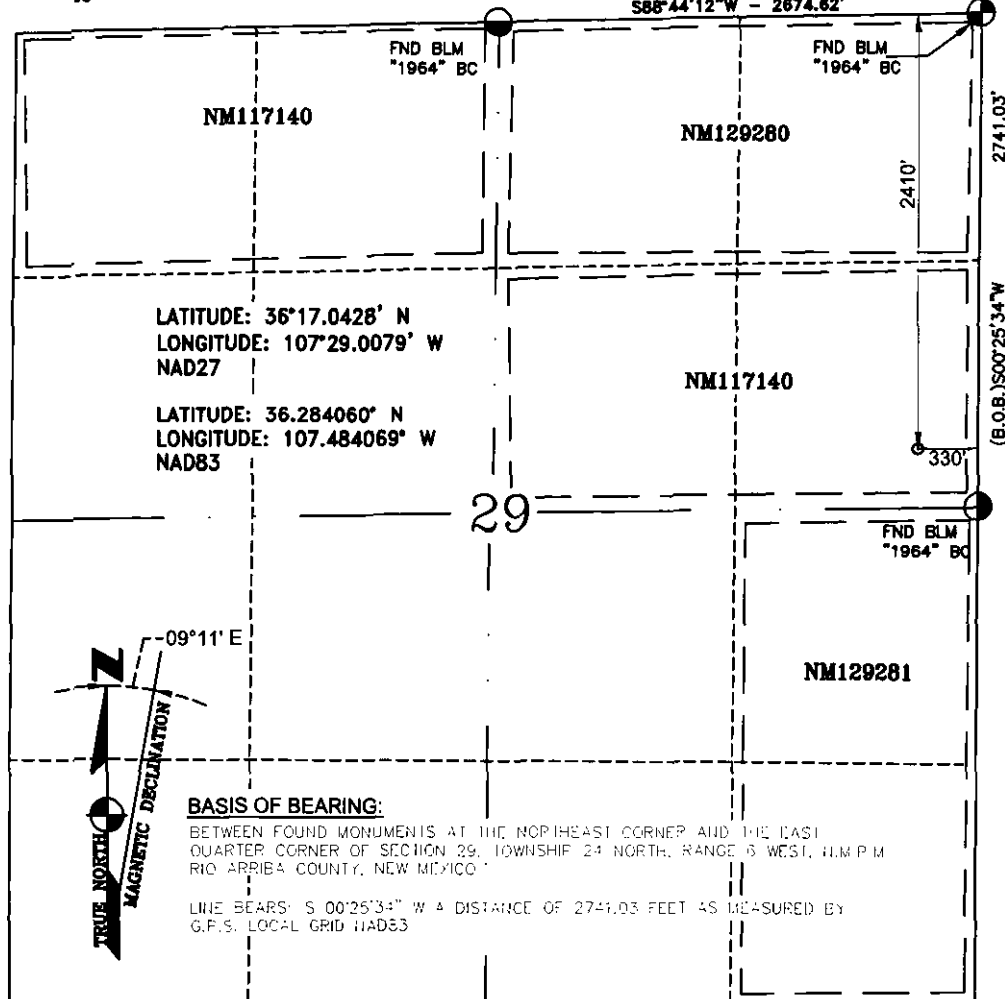 S88°44'12"W - 2674.62'
FND BLM
"1964" BC
FND BLM
"1964" BC
NM117140
NM129280
2741.03'
2410'
LATITUDE: 36°17.0428' N
LONGITUDE: 107°29.0079' W
NAD27
LATITUDE: 36.284060° N
LONGITUDE: 107.484069° W
NAD83
NM117140
(B.O.B.)S00°25'34"W
330'
29
FND BLM
"1964" BC
09°11' E
N
NM129281
TRUE NORTH
MAGNETIC DECLINATION
BASIS OF BEARING:
BETWEEN FOUND MONUMENTS AT THE NORTHEAST CORNER AND THE EAST
QUARTER CORNER OF SECTION 29, TOWNSHIP 24 NORTH, RANGE 6 WEST, N.M.P.M
RIO ARRIBA COUNTY, NEW MEXICO
LINE BEARS: S 00°25'34" W A DISTANCE OF 2741.03 FEET AS MEASURED BY
G.P.S. LOCAL GRID NAD83